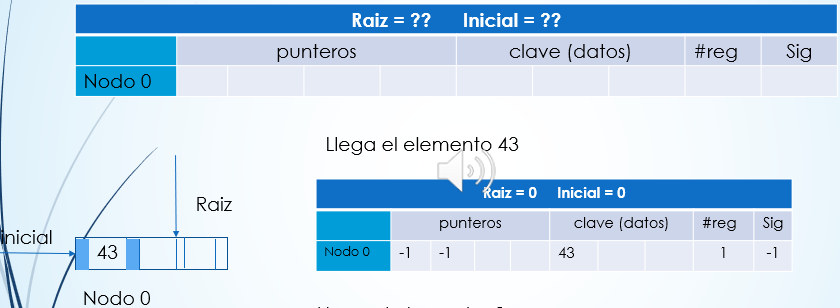 Raiz = ?? Inicial = ??
punteros clave (datos) #reg Sig
Nodo 0
Llega el elemento 43
Raiz = 0 Inicial = 0
punteros clave (datos) #reg Sig
Nodo 0 -1 -1 43 1 -1
Raiz
inicial
43
Nodo 0